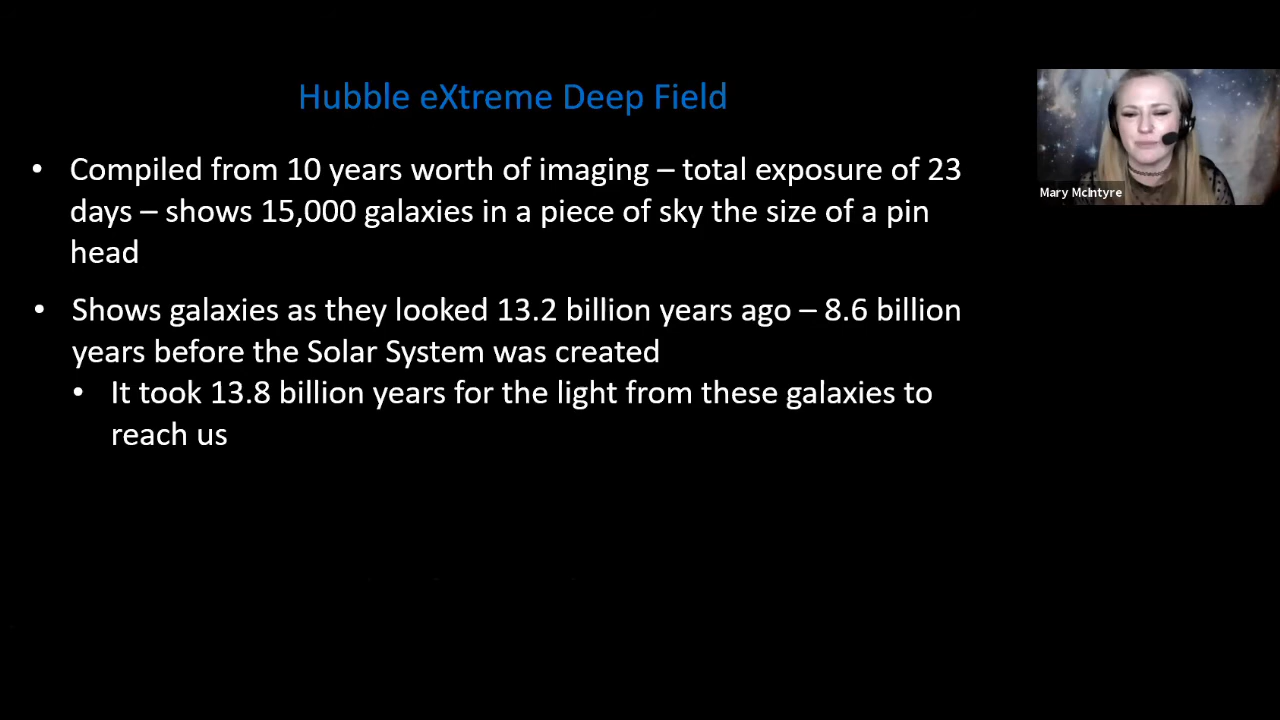 Hubble eXtreme Deep Field
• Compiled from 10 years worth of imaging – total exposure of 23
days – shows 15,000 galaxies in a piece of sky the size of a pin
head
• Shows galaxies as they looked 13.2 billion years ago – 8.6 billion
years before the Solar System was created
• It took 13.8 billion years for the light from these galaxies to
reach us
Mary McIntyre